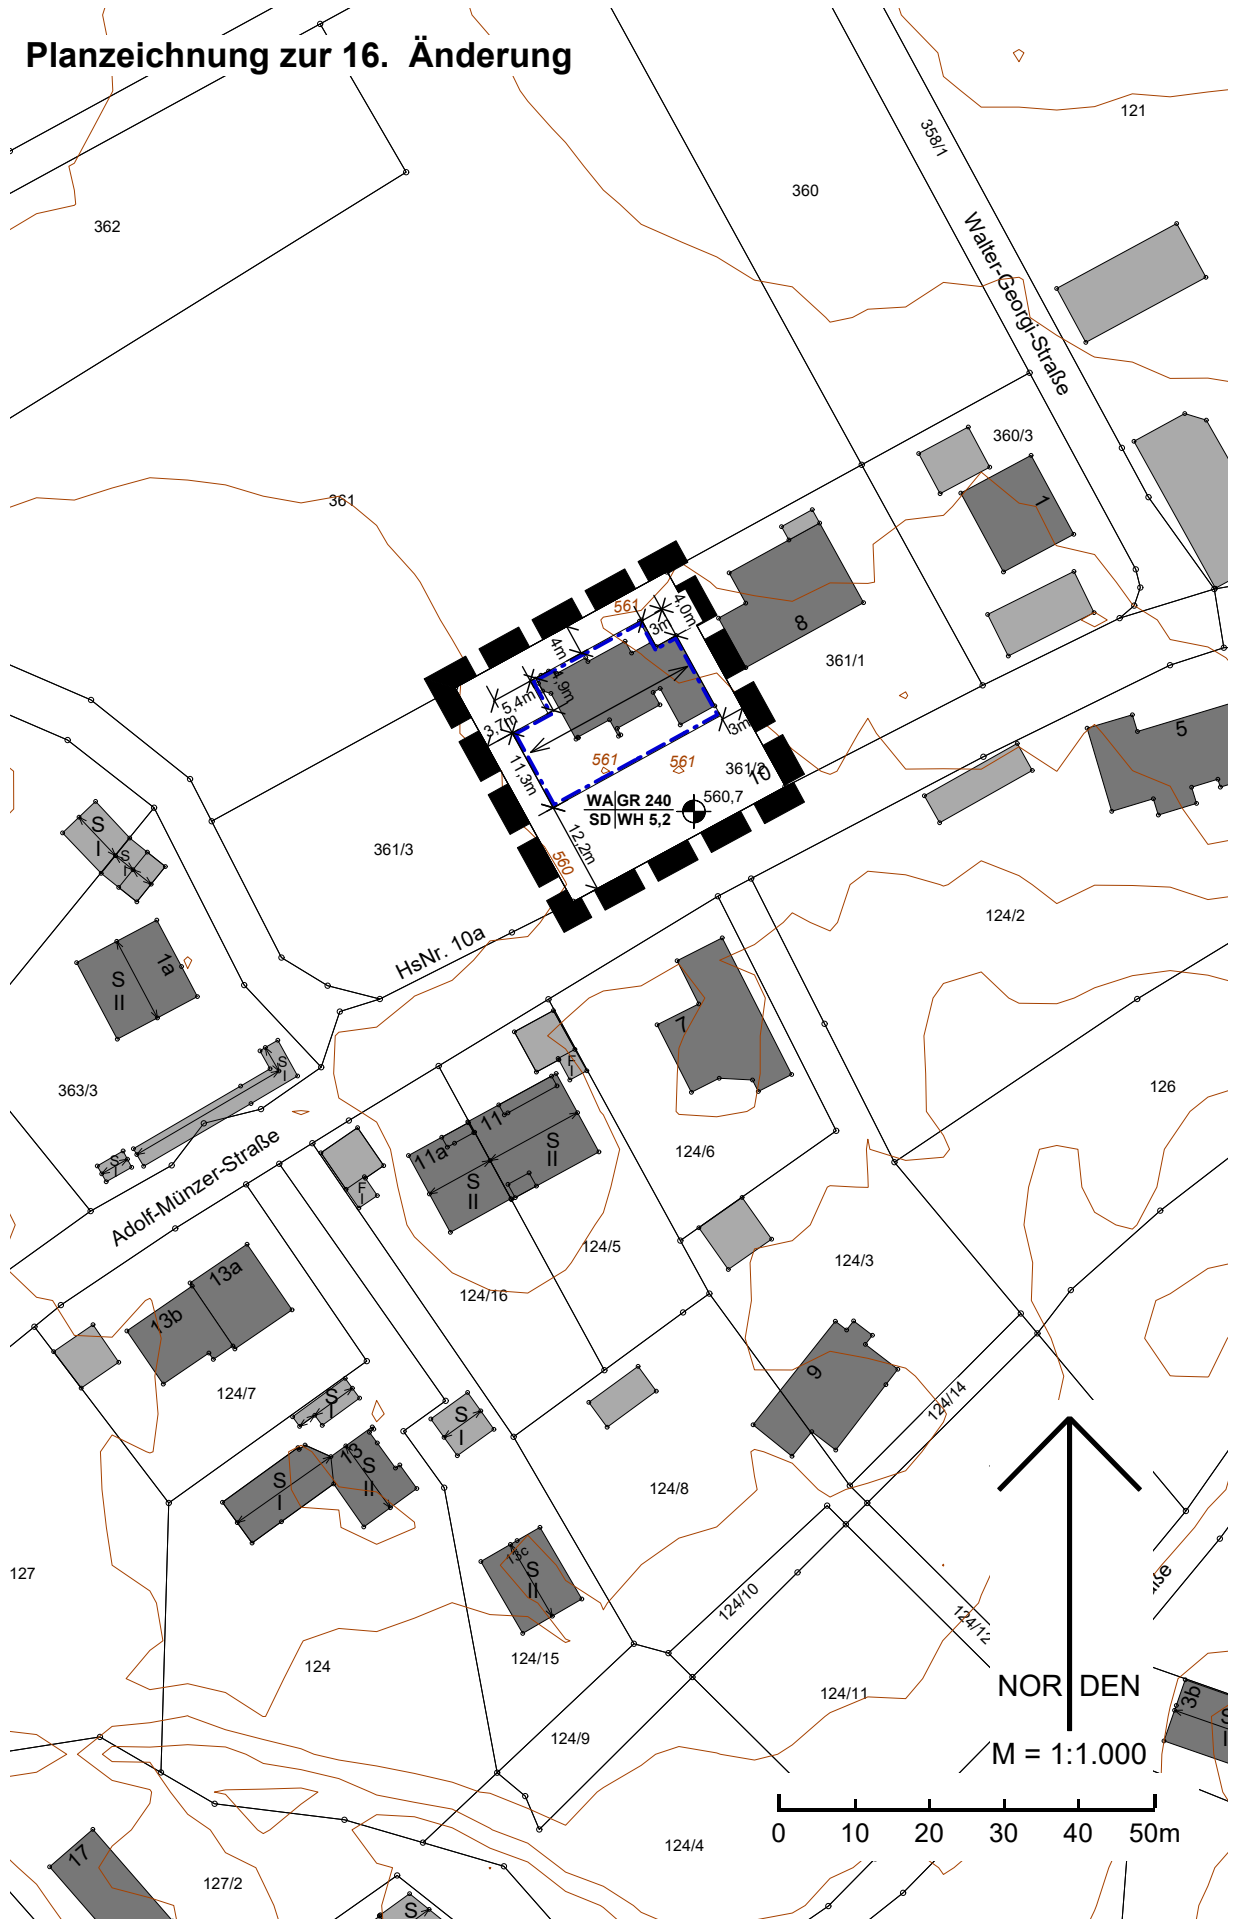 Planzeichnung zur 16. Änderung
121
358/1
360
362
Walter-Georgi-Straße
360/3
1
361
561
4,0m
3m
4m
8
361/1
4,9m
5,4m
3,7m
3m
5
11,3m
561
561
361/2
10
WA GR 240
560,7
SD WH 5,2
S
I
S
I
361/3
12,2m
560
124/2
HsNr. 10a
1a
S
II
7
F
I
S
I
363/3
126
11
11a
S
II
S
II
124/6
S
I
Adolf-Münzer-Straße
F
I
124/5
124/3
13a
124/16
13b
9
124/7
124/14
S
I
S
I
13
S
II
S
I
124/8
13c
S
II
127
124/10
124/12
ße
124/15
124
124/11
NORDEN
3b
S
I
124/9
M = 1:1.000
0 10 20 30 40 50m
124/4
17
127/2
S